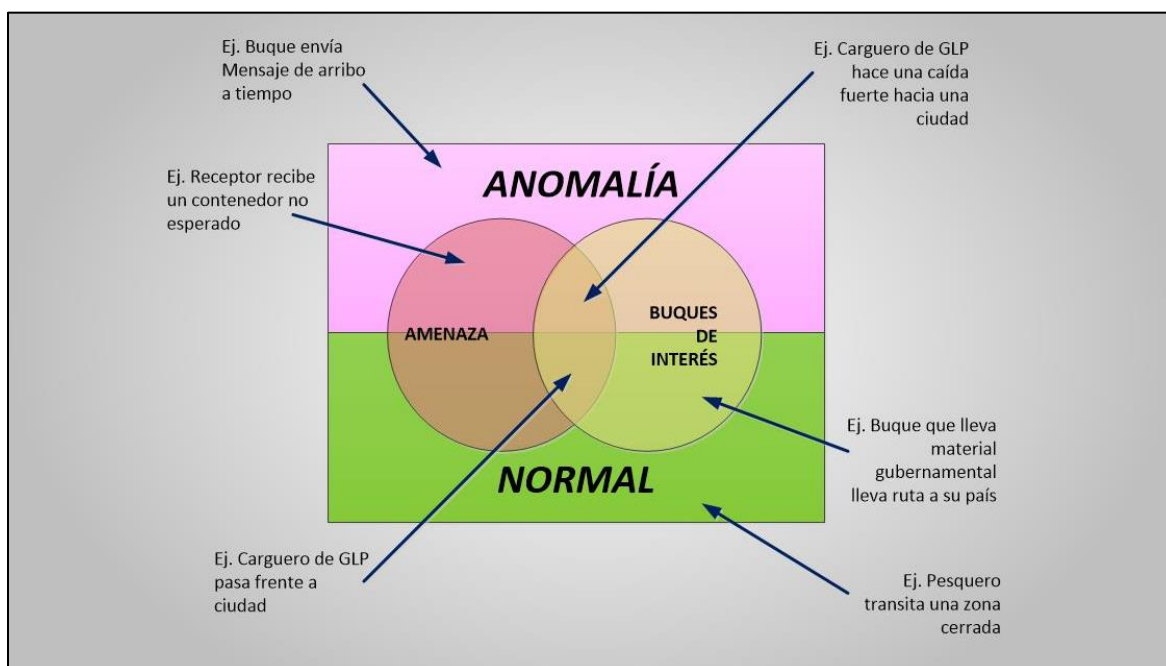 Ej. Buque envía
Mensaje de arribo
a tiempo
Ej. Carguero de GLP
hace una caída
fuerte hacia una
ciudad
Ej. Receptor recibe
un contenedor no
esperado
ANOMALÍA
AMENAZA
BUQUES
DE
INTERÉS
NORMAL
Ej. Buque que lleva
material
gubernamental
lleva ruta a su país
Ej. Carguero de GLP
pasa frente a
ciudad
Ej. Pesquero
transita una zona
cerrada